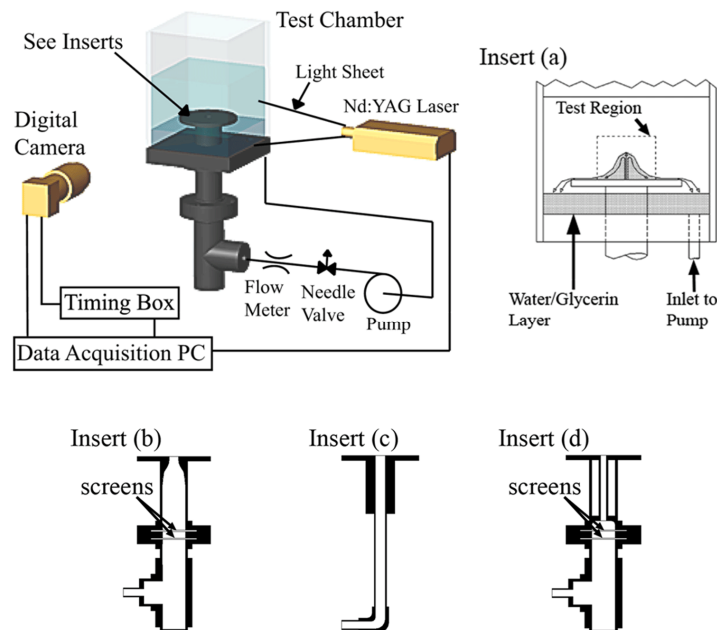 Test Chamber
See Inserts
Light Sheet
Nd:YAG Laser
Digital
Camera
Flow
Meter
Needle
Valve
Pump
Timing Box
Data Acquisition PC
Insert (a)
Test Region
Water/Glycerin
Layer
Inlet to
Pump
Insert (b)
screens
Insert (c)
Insert (d)
screens